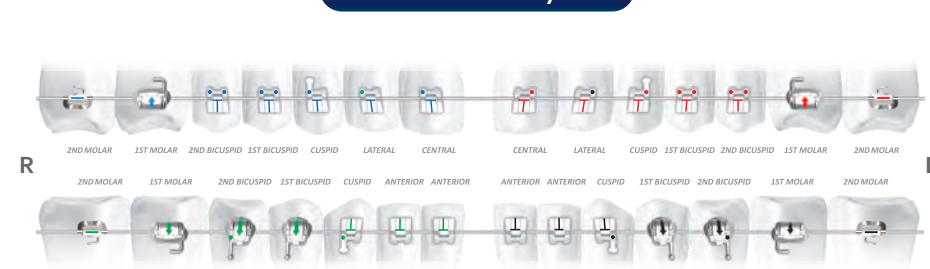 2ND MOLAR 1ST MOLAR 2ND BICUSPID 1ST BICUSPID CUSPID LATERAL CENTRAL CENTRAL LATERAL CUSPID 1ST BICUSPID 2ND BICUSPID 1ST MOLAR 2ND MOLAR
R
2ND MOLAR 1ST MOLAR 2ND BICUSPID 1ST BICUSPID CUSPID ANTERIOR ANTERIOR ANTERIOR ANTERIOR CUSPID 1ST BICUSPID 2ND BICUSPID 1ST MOLAR 2ND MOLAR